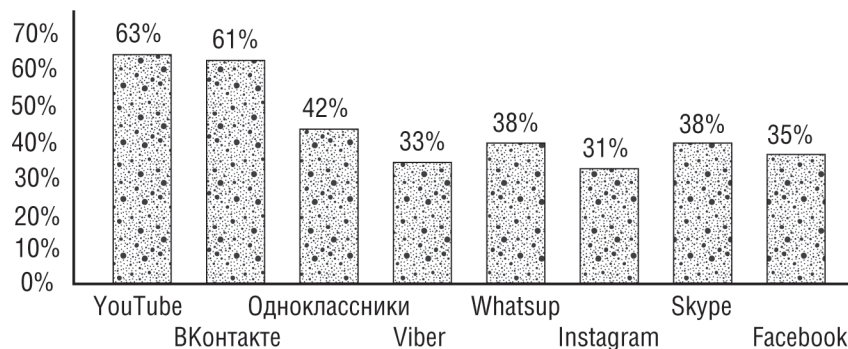 70%
60%
50%
40%
30%
20%
10%
0%
63%
61%
42%
33%
38%
31%
38%
35%
YouTube
Одноклассники
Whatsup
Skype
ВКонтакте
Viber
Instagram
Facebook